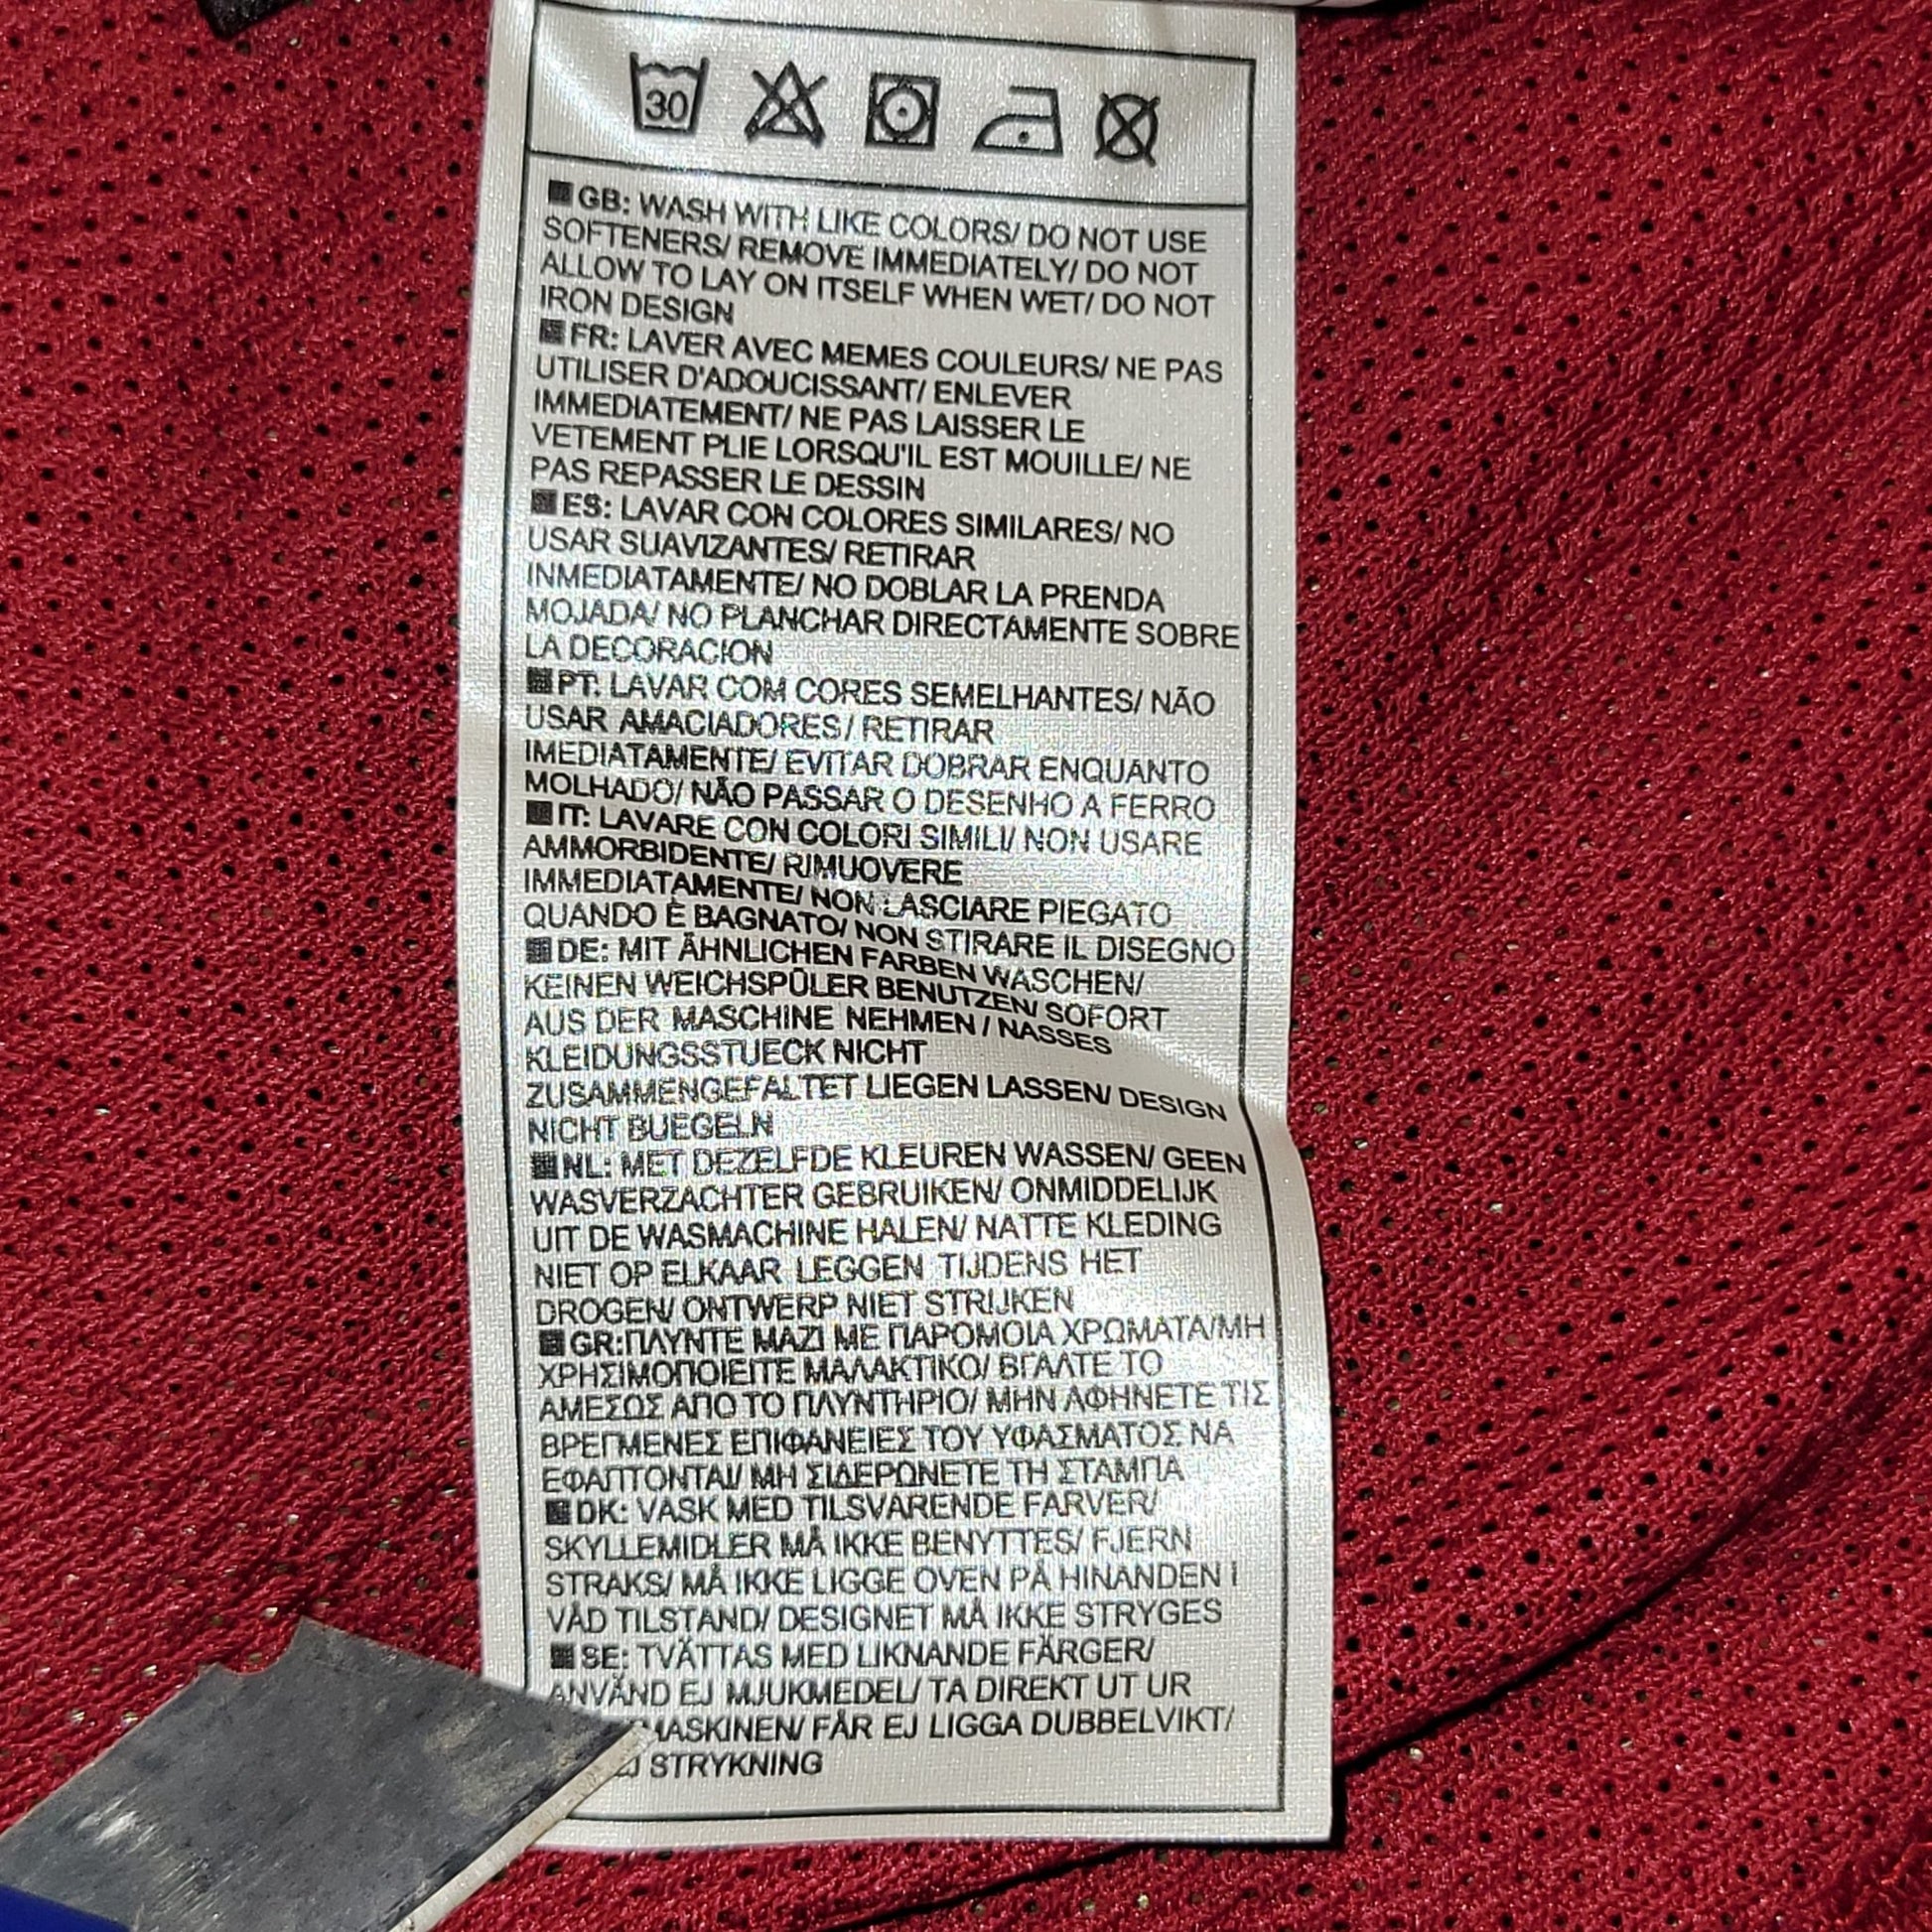 30
GB: WASH WITH LIKE COLORS/ DO NOT USE
SOFTENERS/ REMOVE IMMEDIATELY/ DO NOT
ALLOW TO LAY ON ITSELF WHEN WET/ DO NOT
IRON DESIGN
FR: LAVER AVEC MEMES COULEURS/ NE PAS
UTILISER D'ADOUCISSANT/ ENLEVER
IMMEDIATEMENT/ NE PAS LAISSER LE
VETEMENT PLIE LORSQU'IL EST MOUILLE/ NE
PAS REPASSER LE DESSIN
ES: LAVAR CON COLORES SIMILARES/ NO
USAR SUAVIZANTES/ RETIRAR
INMEDIATAMENTE/ NO DOBLAR LA PRENDA
MOJADA/ NO PLANCHAR DIRECTAMENTE SOBRE
LA DECORACION
PT: LAVAR COM CORES SEMELHANTES/ NÃO
USAR AMACIADORES/ RETIRAR
IMEDIATAMENTE/ EVITAR DOBRAR ENQUANTO
MOLHADO/ NÃO PASSAR O DESENHO A FERRO
IT: LAVARE CON COLORI SIMILI/ NON USARE
AMMORBIDENTE/ RIMUOVERE
IMMEDIATAMENTE/ NON LASCIARE PIEGATO
QUANDO È BAGNATO/ NON STIRARE IL DISEGNO
DE: MIT ÄHNLICHEN FARBEN WASCHEN/
KEINEN WEICHSPÜLER BENUTZEN/ SOFORT
AUS DER MASCHINE NEHMEN / NASSES
KLEIDUNGSSTUECK NICHT
ZUSAMMENGEFALTET LIEGEN LASSEN/ DESIGN
NICHT BUEGELN
NL: MET DEZELFDE KLEUREN WASSEN/ GEEN
WASVERZACHTER GEBRUIKEN/ ONMIDDELIJK
UIT DE WASMACHINE HALEN/ NATTE KLEDING
NIET OP ELKAAR LEGGEN TIJDENS HET
DROGEN/ ONTWERP NIET STRIJKEN
GR:ΠΛΥΝΤΕ ΜΑΖΙ ΜΕ ΠΑΡΟΜΟΙΑ ΧΡΩΜΑΤΑ/ΜΗ
ΧΡΗΣΙΜΟΠΟΙΕΙΤΕ ΜΑΛΑΚΤΙΚΟ/ ΒΓΑΛΤΕ ΤΟ
ΑΜΕΣΩΣ ΑΠΟ ΤΟ ΠΛΥΝΤΗΡΙΟ/ ΜΗΝ ΑΦΗΝΕΤΕ ΤΙΣ
ΒΡΕΓΜΕΝΕΣ ΕΠΙΦΑΝΕΙΕΣ ΤΟΥ ΥΦΑΣΜΑΤΟΣ ΝΑ
ΕΦΑΠΤΟΝΤΑΙ/ ΜΗ ΣΙΔΕΡΩΝΕΤΕ ΤΗ ΣΤΑΜΠΑ
DK: VASK MED TILSVARENDE FARVER/
SKYLLEMIDLER MÅ IKKE BENYTTES/ FJERN
STRAKS/ MÅ IKKE LIGGE OVEN PÅ HINANDEN I
VÅD TILSTAND/ DESIGNET MÅ IKKE STRYGES
SE: TVÄTTAS MED LIKNANDE FÄRGER/
ANVÄND EJ MJUKMEDEL/ TA DIREKT UT UR
MASKINEN/ FÅR EJ LIGGA DUBBELVIKT/
EJ STRYKNING